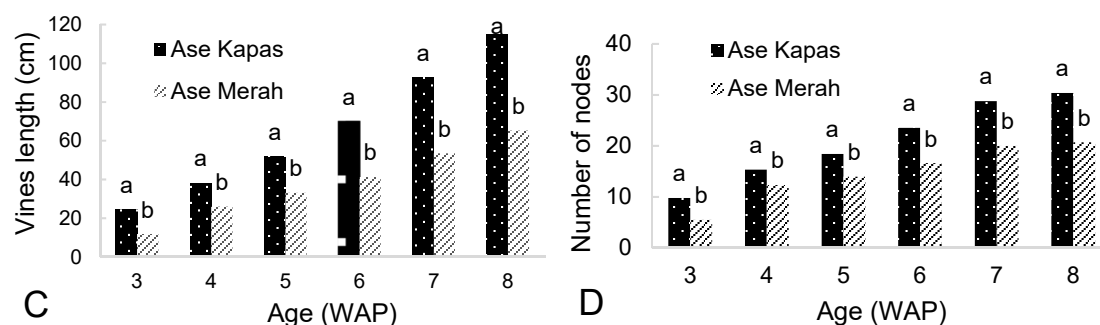 Vines length (cm)
120
100
80
60
40
20
0
Ase Kapas
Ase Merah
a
b
a
b
a
b
a
b
a
b
a
b
3 4 5 6 7 8
Age (WAP)
C
Number of nodes
40
30
20
10
0
Ase Kapas
Ase Merah
a
b
a
b
a
b
a
b
a
b
a
b
3 4 5 6 7 8
Age (WAP)
D